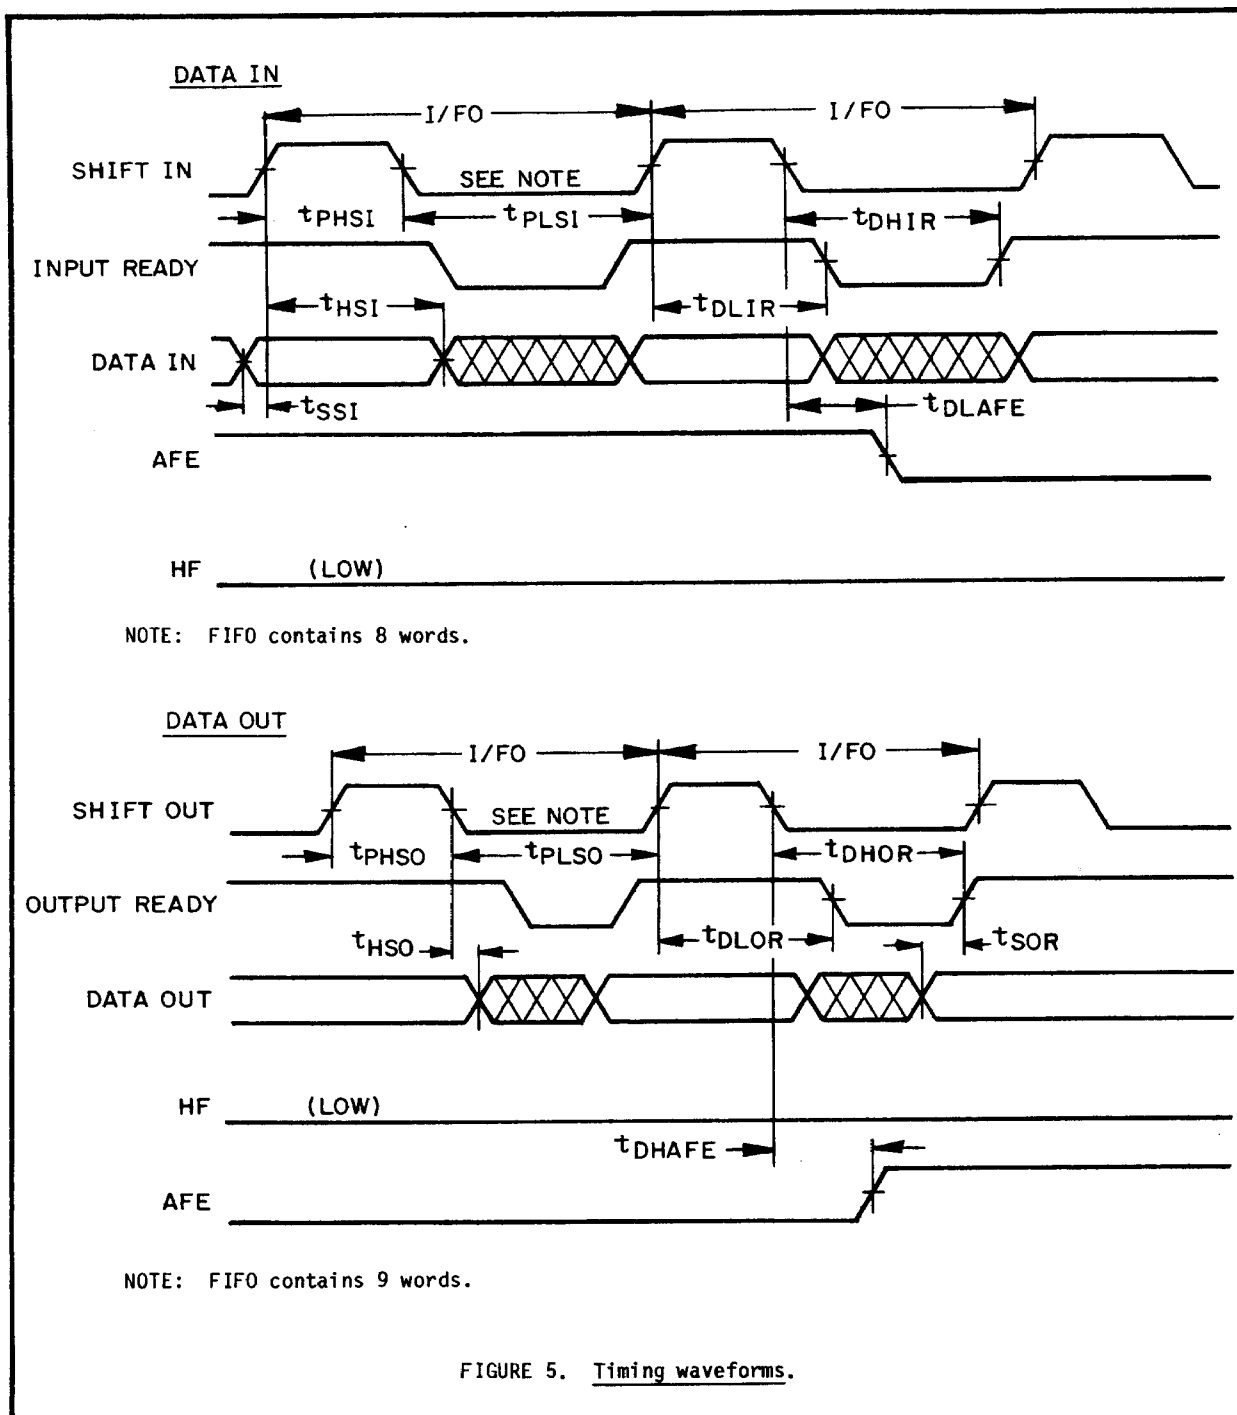 DATA IN
I/FO I/FO
SHIFT IN
SEE NOTE
tPHSI tPLSI tDHIR
INPUT READY
tHSI tDLIR
DATA IN
tSSI tDLAFE
AFE
HF (LOW)
NOTE: FIFO contains 8 words.
DATA OUT
I/FO I/FO
SHIFT OUT
SEE NOTE
tPHSO tPLSO tDHOR
OUTPUT READY
tHSO tDLOR tSOR
DATA OUT
HF (LOW)
tDHAFE
AFE
NOTE: FIFO contains 9 words.
FIGURE 5. Timing waveforms.